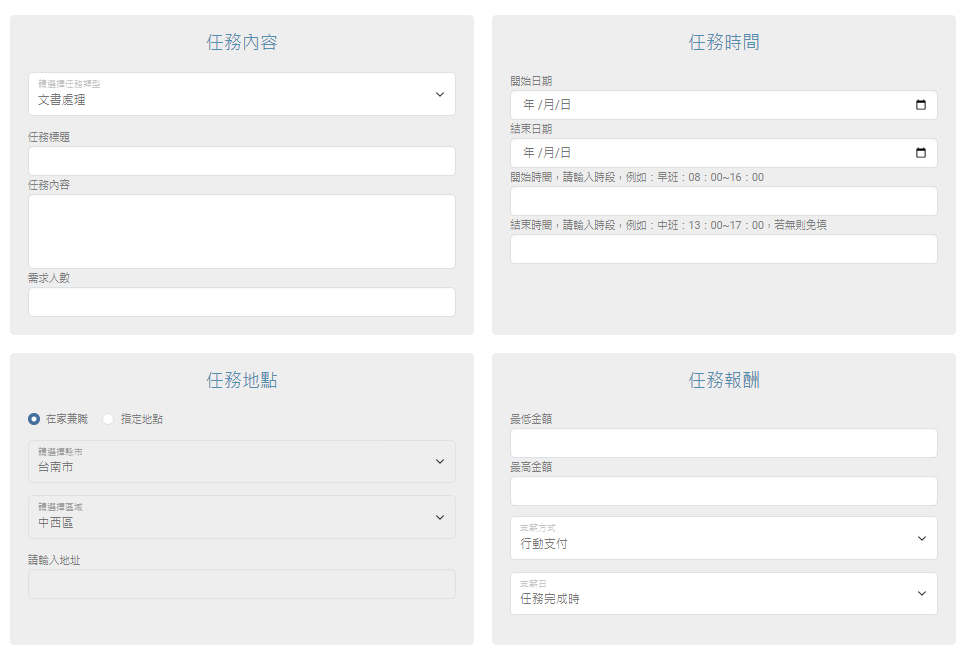 任務內容
請選擇任務類型
文書處理
任務標題
任務內容
需求人數
任務時間
開始日期
年 /月/日
結束日期
年 /月/日
開始時間，請輸入時段，例如：早班：08：00~16：00
結束時間，請輸入時段，例如：中班：13：00~17：00，若無則免填
任務地點
在家兼職 指定地點
請選擇縣市
台南市
請選擇區域
中西區
請輸入地址
任務報酬
最低金額
最高金額
支薪方式
行動支付
支薪日
任務完成時